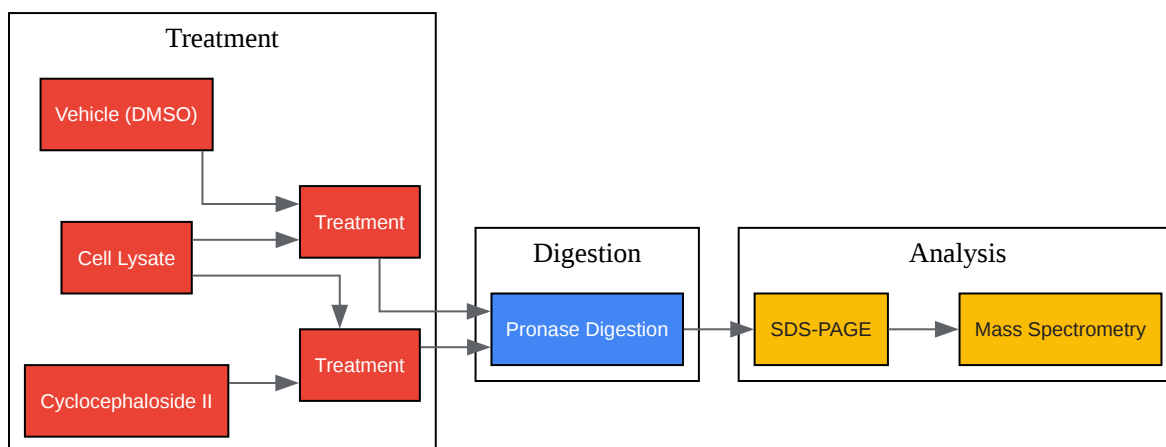 Treatment
Vehicle (DMSO)
Treatment
Cell Lysate
Treatment
Cyclocephaloside II
Digestion
Pronase Digestion
Analysis
SDS-PAGE
Mass Spectrometry